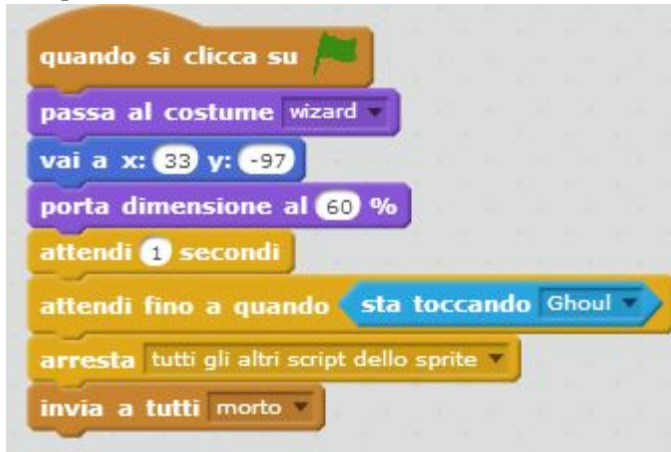 quando si clicca su
passa al costume wizard
vai a x: 33 y: -97
porta dimensione al 60 %
attendi 1 secondi
attendi fino a quando sta toccando Ghoul
arresta tutti gli altri script dello sprite
invia a tutti morto